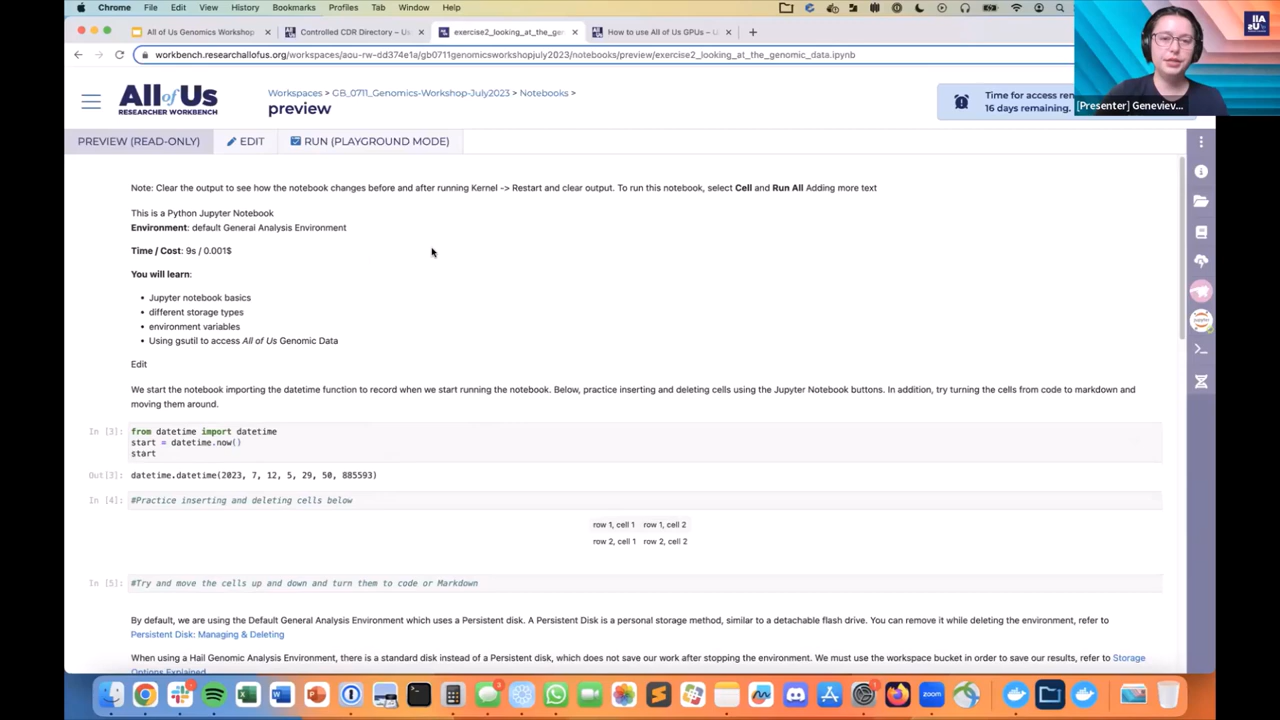 Chrome File Edit View History Bookmarks Profiles Tab Window Help
All of Us Genomics Workshop
Controlled CDR Directory – Us
exercise2_looking_at_the_ger
How to use All of Us GPUs – U
workbench.researchallofus.org/workspaces/aou-rw-dd374e1a/gb0711genomicsworkshopjuly2023/notebooks/preview/exercise2_looking_at_the_genomic_data.ipynb
All of Us
RESEARCHER WORKBENCH
Workspaces > GB_0711_Genomics-Workshop-July2023 > Notebooks >
preview
Time for access ren
16 days remaining.
[Presenter] Geneviev...
PREVIEW (READ-ONLY) EDIT RUN (PLAYGROUND MODE)
Note: Clear the output to see how the notebook changes before and after running Kernel -> Restart and clear output. To run this notebook, select Cell and Run All Adding more text
This is a Python Jupyter Notebook
Environment: default General Analysis Environment
Time / Cost: 9s / 0.001$
You will learn:
• Jupyter notebook basics
• different storage types
• environment variables
• Using gsutil to access All of Us Genomic Data
Edit
We start the notebook importing the datetime function to record when we start running the notebook. Below, practice inserting and deleting cells using the Jupyter Notebook buttons. In addition, try turning the cells from code to markdown and
moving them around.
In [3]: from datetime import datetime
start = datetime.now()
start
Out[3]: datetime.datetime(2023, 7, 12, 5, 29, 50, 885593)
In [4]: #Practice inserting and deleting cells below
row 1, cell 1 row 1, cell 2
row 2, cell 1 row 2, cell 2
In [5]: #Try and move the cells up and down and turn them to code or Markdown
By default, we are using the Default General Analysis Environment which uses a Persistent disk. A Persistent Disk is a personal storage method, similar to a detachable flash drive. You can remove it while deleting the environment, refer to
Persistent Disk: Managing & Deleting
When using a Hail Genomic Analysis Environment, there is a standard disk instead of a Persistent disk, which does not save our work after stopping the environment. We must use the workspace bucket in order to save our results, refer to Storage
Options Explained
zoom